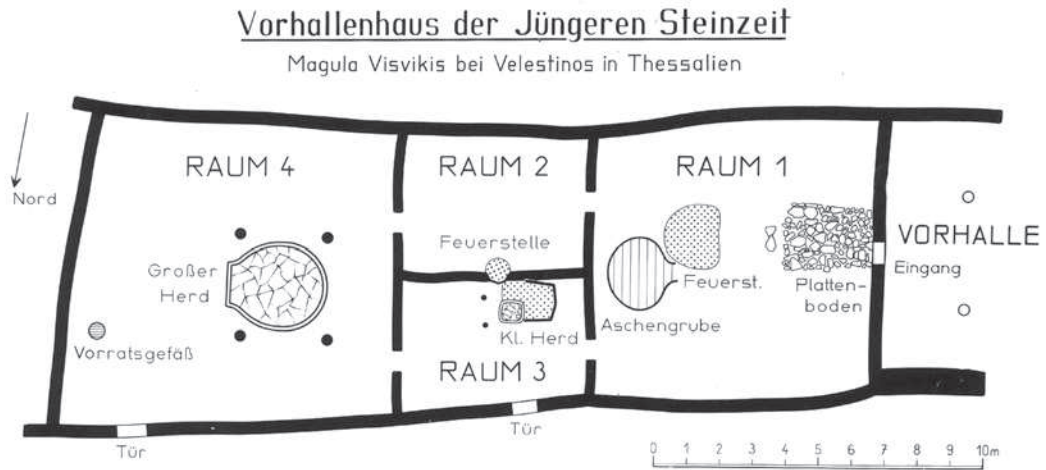 Vorhallenhaus der Jüngeren Steinzeit
Magula Visvikis bei Velestinos in Thessalien
RAUM 4
RAUM 2
RAUM 1
Nord
Feuerstelle
VORHALLE
Großer
Herd
Eingang
Feuerst.
Platten-
boden
Aschengrube
Kl. Herd
Vorratsgefäß
RAUM 3
Tür
Tür
0 1 2 3 4 5 6 7 8 9 10m